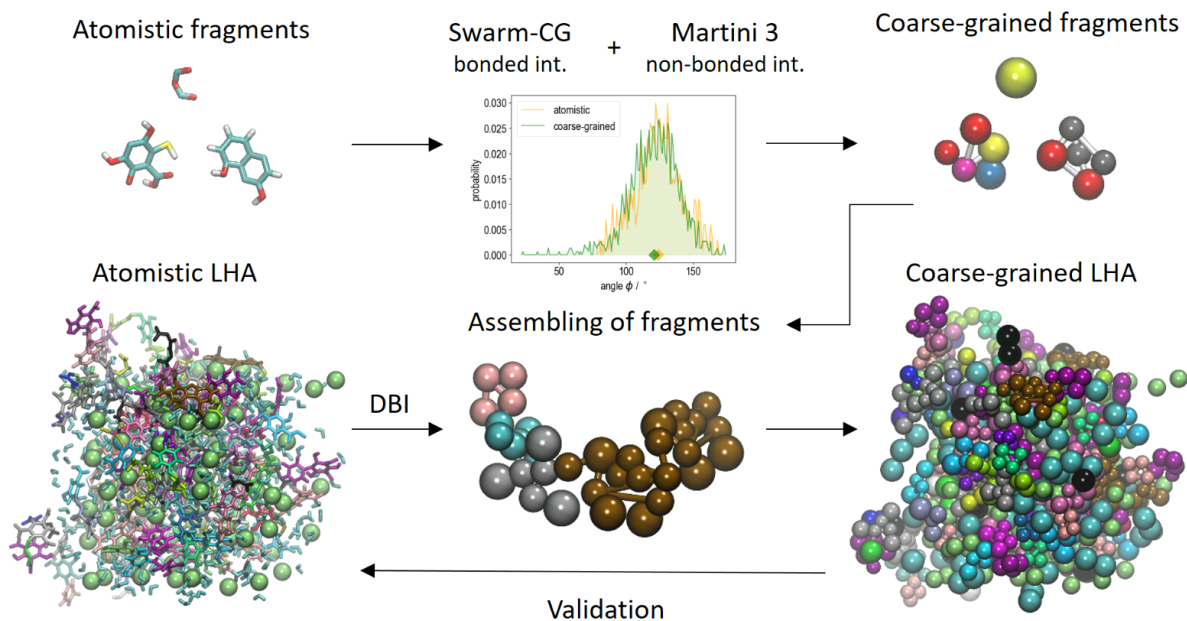 Atomistic fragments
Swarm-CG + Martini 3
bonded int. non-bonded int.
Coarse-grained fragments
atomistic
coarse-grained
0.030
0.025
0.020
0.015
0.010
0.005
0.000
probability
50 100 150
angle ϕ / °
Atomistic LHA
DBI
Assembling of fragments
Coarse-grained LHA
Validation